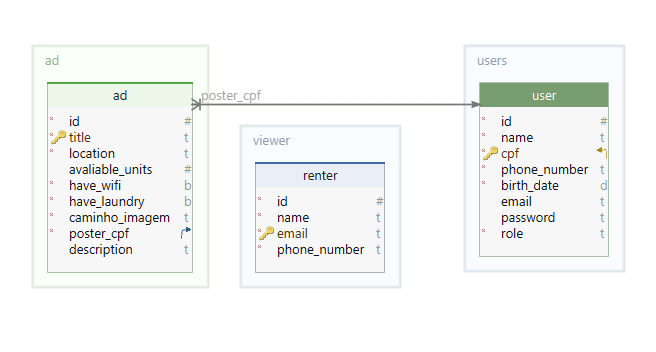 ad
ad
id #
title t
location t
avaliable_units #
have_wifi b
have_laundry b
caminho_imagem t
poster_cpf
description t
poster_cpf
viewer
renter
id #
name t
email t
phone_number t
users
user
id #
name t
cpf
phone_number t
birth_date d
email t
password t
role t